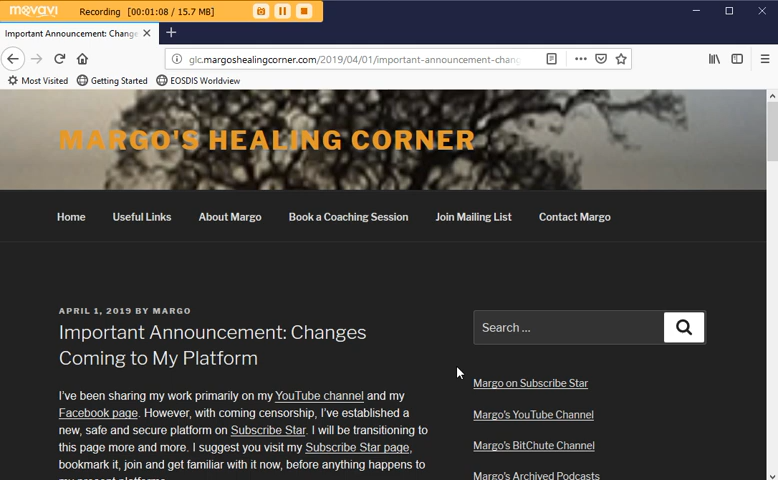 movavi Recording [00:01:08 / 15.7 MB]
Important Announcement: Change
glc.margoshealingcorner.com/2019/04/01/important-announcement-chang
Most Visited Getting Started EOSDIS Worldview
MARGO'S HEALING CORNER
Home Useful Links About Margo Book a Coaching Session Join Mailing List Contact Margo
APRIL 1, 2019 BY MARGO
Important Announcement: Changes
Coming to My Platform
I've been sharing my work primarily on my YouTube channel and my
Facebook page. However, with coming censorship, I've established a
new, safe and secure platform on Subscribe Star. I will be transitioning to
this page more and more. I suggest you visit my Subscribe Star page,
bookmark it, join and get familiar with it now, before anything happens to
my present platforms.
Search …
Margo on Subscribe Star
Margo's YouTube Channel
Margo's BitChute Channel
Margo's Archived Podcasts